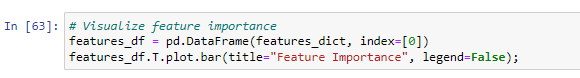 In [63]: # Visualize feature importance
features_df = pd.DataFrame(features_dict, index=[0])
features_df.T.plot.bar(title="Feature Importance", legend=False);